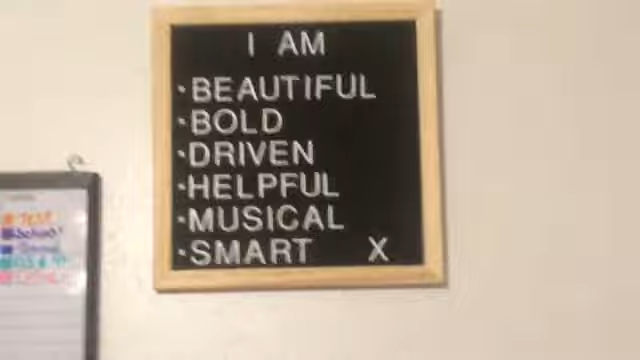 I AM
·BEAUTIFUL
·BOLD
·DRIVEN
·HELPFUL
·MUSICAL
·SMART X